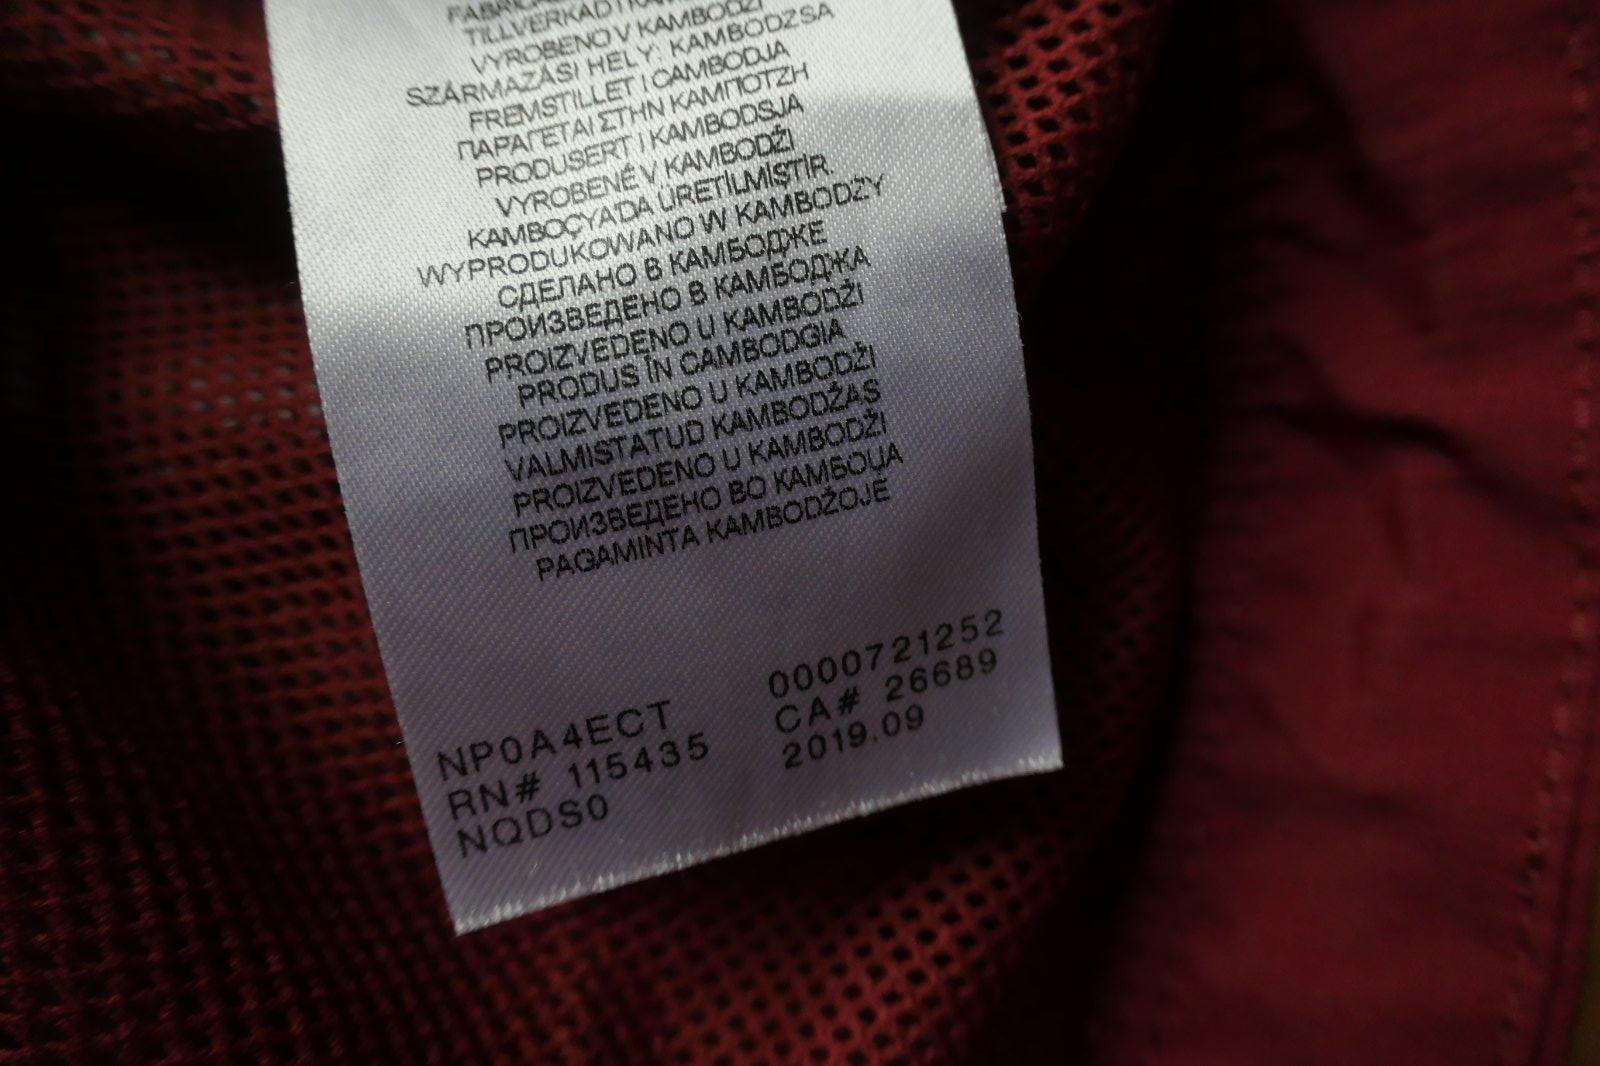 TILLVERKAD I KAMBODJA
VYROBENO V KAMBODŽI
SZÁRMAZÁSI HELY: KAMBODZSA
FREMSTILLET I CAMBODJA
ΠΑΡΑΓΕΤΑΙ ΣΤΗΝ ΚΑΜΠΟΤΖΗ
PRODUSERT I KAMBODSJA
VYROBENÉ V KAMBODŽI
KAMBOÇYA'DA ÜRETİLMİŞTİR.
WYPRODUKOWANO W KAMBODŻY
СДЕЛАНО В КАМБОДЖЕ
ПРОИЗВЕДЕНО В КАМБОДЖА
PROIZVEDENO U KAMBODŽI
PRODUS ÎN CAMBODGIA
PROIZVEDENO U KAMBODŽI
VALMISTATUD KAMBODŽAS
PROIZVEDENO U KAMBODŽI
ПРОИЗВЕДЕНО ВО КАМБОЏА
PAGAMINTA KAMBODŽOJE
NP0A4ECT 0000721252
RN# 115435 CA# 26689
NQDS0 2019.09